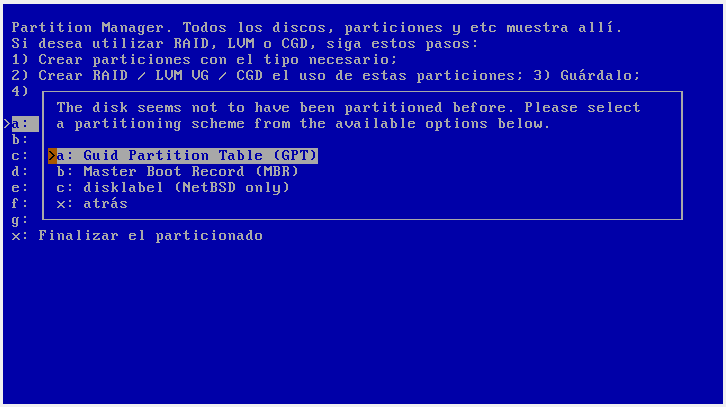 Partition Manager. Todos los discos, particiones y etc muestra allí.
Si desea utilizar RAID, LVM o CGD, siga estos pasos:
1) Crear particiones con el tipo necesario;
2) Crear RAID / LVM VG / CGD el uso de estas particiones; 3) Guárdalo;
4)
The disk seems not to have been partitioned before. Please select
a partitioning scheme from the available options below.
>a:
b:
c:
d:
e:
f:
g:
>a: Guid Partition Table (GPT)
b: Master Boot Record (MBR)
c: disklabel (NetBSD only)
x: atrás
x: Finalizar el particionado